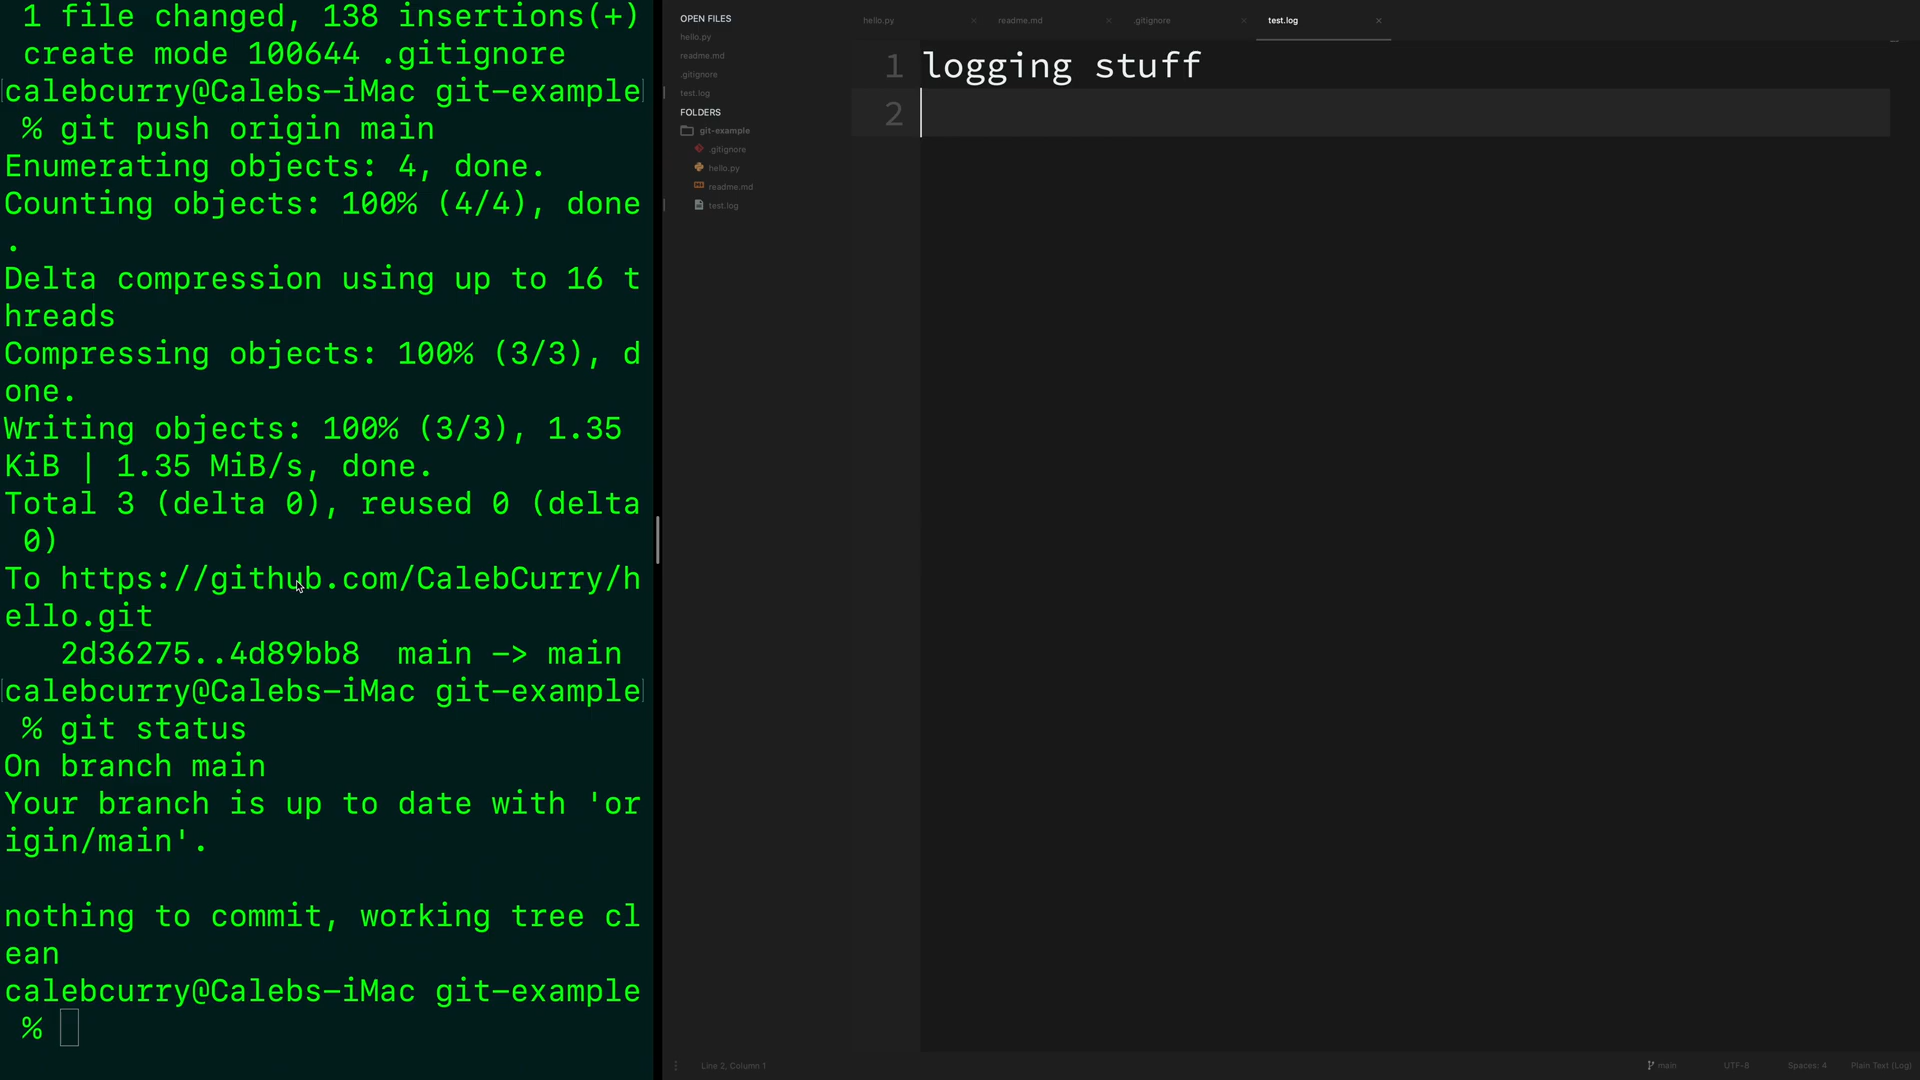 1 file changed, 138 insertions(+)
create mode 100644 .gitignore
calebcurry@Calebs-iMac git-example
% git push origin main
Enumerating objects: 4, done.
Counting objects: 100% (4/4), done
.
Delta compression using up to 16 t
hreads
Compressing objects: 100% (3/3), d
one.
Writing objects: 100% (3/3), 1.35
KiB | 1.35 MiB/s, done.
Total 3 (delta 0), reused 0 (delta
0)
To https://github.com/CalebCurry/h
ello.git
2d36275..4d89bb8  main -> main
calebcurry@Calebs-iMac git-example
% git status
On branch main
Your branch is up to date with 'or
igin/main'.
nothing to commit, working tree cl
ean
calebcurry@Calebs-iMac git-example
%
OPEN FILES
hello.py
readme.md
.gitignore
test.log
FOLDERS
git-example
.gitignore
hello.py
readme.md
test.log
hello.py readme.md .gitignore test.log
1 logging stuff
2
Line 2, Column 1 main UTF-8 Spaces: 4 Plain Text (Log)